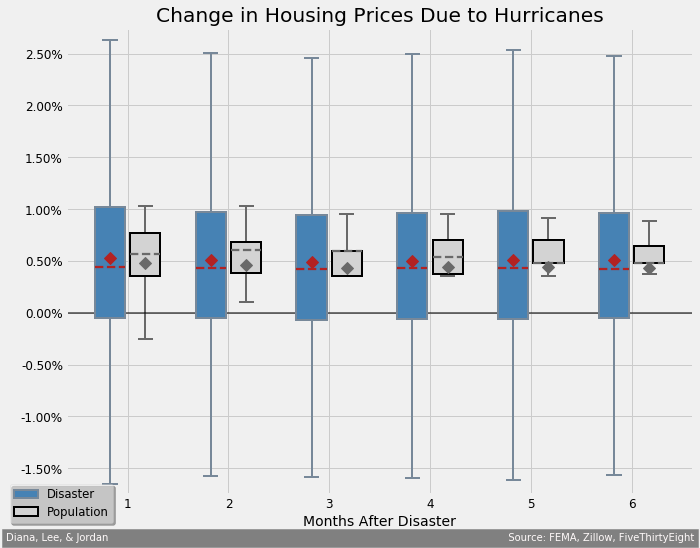 Change in Housing Prices Due to Hurricanes
2.50%
2.00%
1.50%
1.00%
0.50%
0.00%
-0.50%
-1.00%
-1.50%
1 2 3 4 5 6
Months After Disaster
Disaster
Population
Diana, Lee, & Jordan Source: FEMA, Zillow, FiveThirtyEight